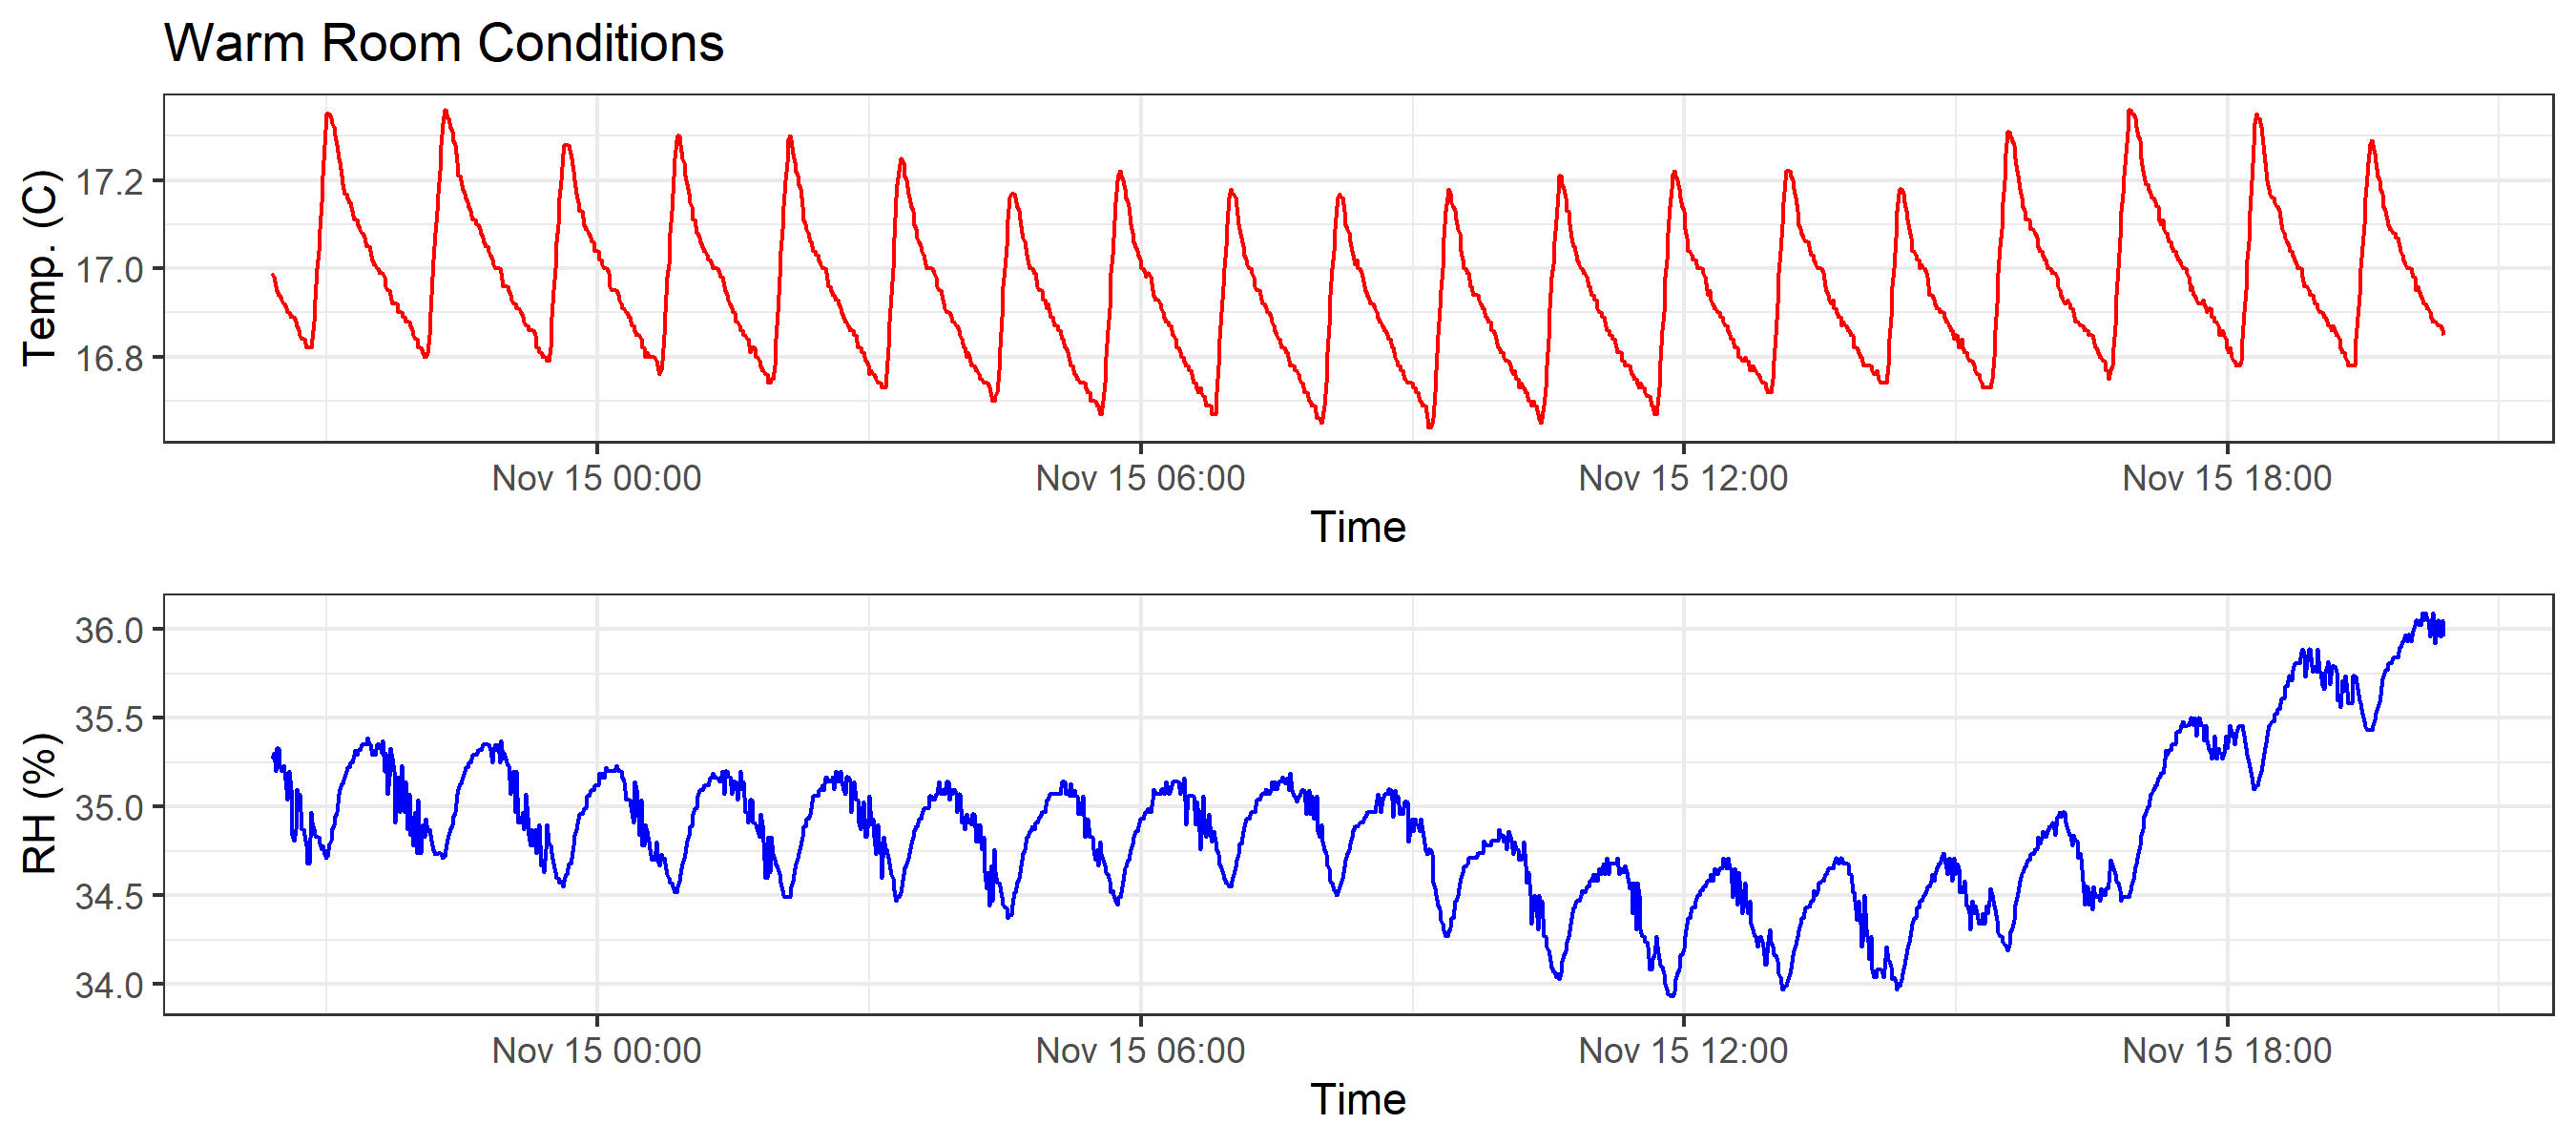 Warm Room Conditions
Temp. (C)
17.2
17.0
16.8
Nov 15 00:00 Nov 15 06:00 Nov 15 12:00 Nov 15 18:00
Time
RH (%)
36.0
35.5
35.0
34.5
34.0
Nov 15 00:00 Nov 15 06:00 Nov 15 12:00 Nov 15 18:00
Time